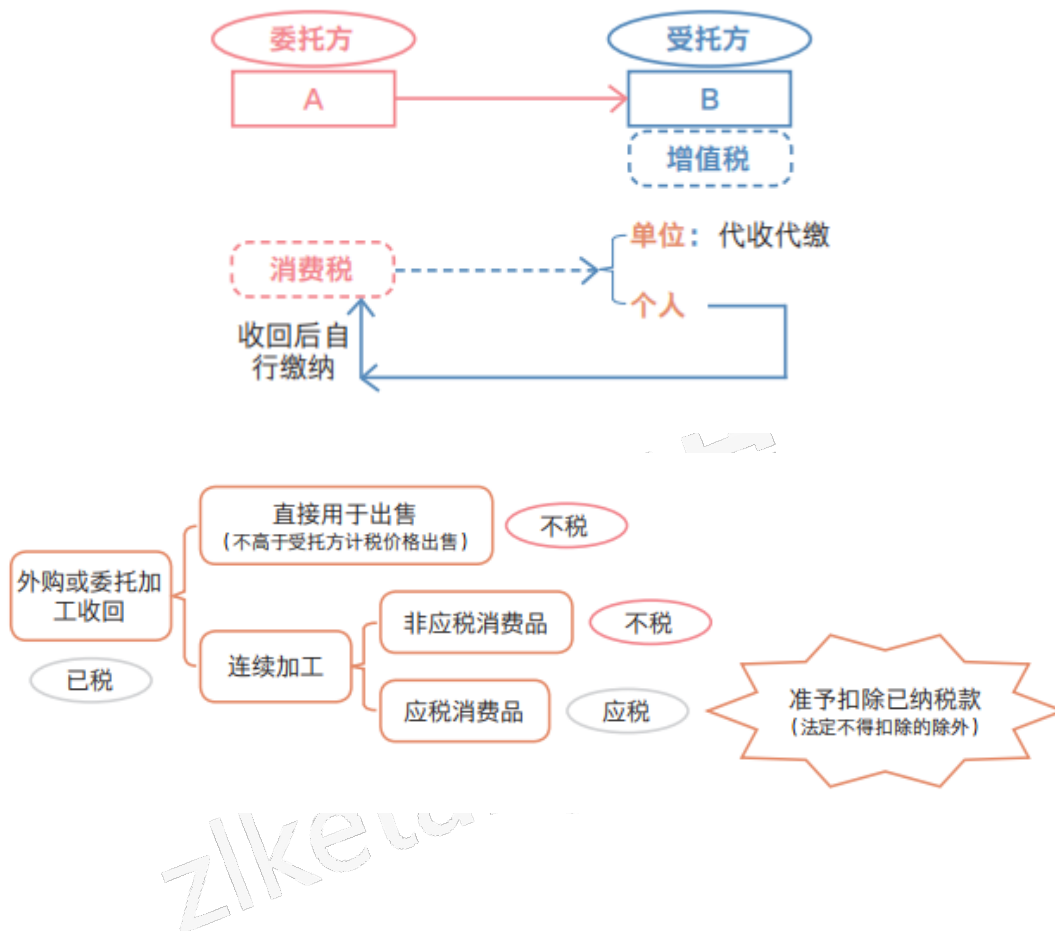 委托方
受托方
A
B
增值税
消费税
单位：代收代缴
个人
收回后自
行缴纳
直接用于出售
（不高于受托方计税价格出售）
不税
外购或委托加
工收回
已税
连续加工
非应税消费品
不税
应税消费品
应税
准予扣除已纳税款
（法定不得扣除的除外）